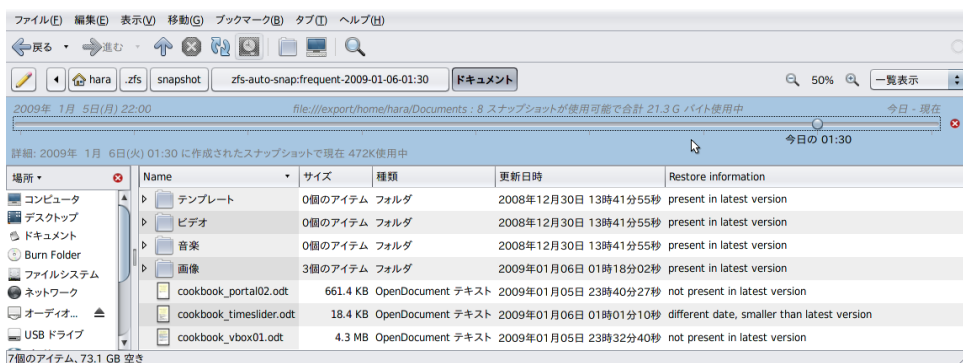 ファイル(F) 編集(E) 表示(V) 移動(G) ブックマーク(B) タブ(T) ヘルプ(H)
戻る 進む
hara .zfs snapshot zfs-auto-snap:frequent-2009-01-06-01:30 ドキュメント 50% 一覧表示
2009年 1月 5日(月) 22:00 file:///export/home/hara/Documents : 8 スナップショットが使用可能で合計 21.3 G バイト使用中 今日 - 現在
今日の 01:30
詳細: 2009年 1月 6日(火) 01:30 に作成されたスナップショットで現在 472K使用中
場所 Name サイズ 種類 更新日時 Restore information
コンピュータ テンプレート 0個のアイテム フォルダ 2008年12月30日 13時41分55秒 present in latest version
デスクトップ ビデオ 0個のアイテム フォルダ 2008年12月30日 13時41分55秒 present in latest version
ドキュメント 音楽 0個のアイテム フォルダ 2008年12月30日 13時41分55秒 present in latest version
Burn Folder
ファイルシステム 画像 3個のアイテム フォルダ 2009年01月06日 01時18分02秒 present in latest version
ネットワーク cookbook_portal02.odt 661.4 KB OpenDocument テキスト 2009年01月05日 23時40分27秒 not present in latest version
オーディオ... cookbook_timeslider.odt 18.4 KB OpenDocument テキスト 2009年01月06日 01時01分10秒 different date, smaller than latest version
USB ドライブ cookbook_vbox01.odt 4.3 MB OpenDocument テキスト 2009年01月05日 23時32分40秒 not present in latest version
7個のアイテム, 73.1 GB 空き